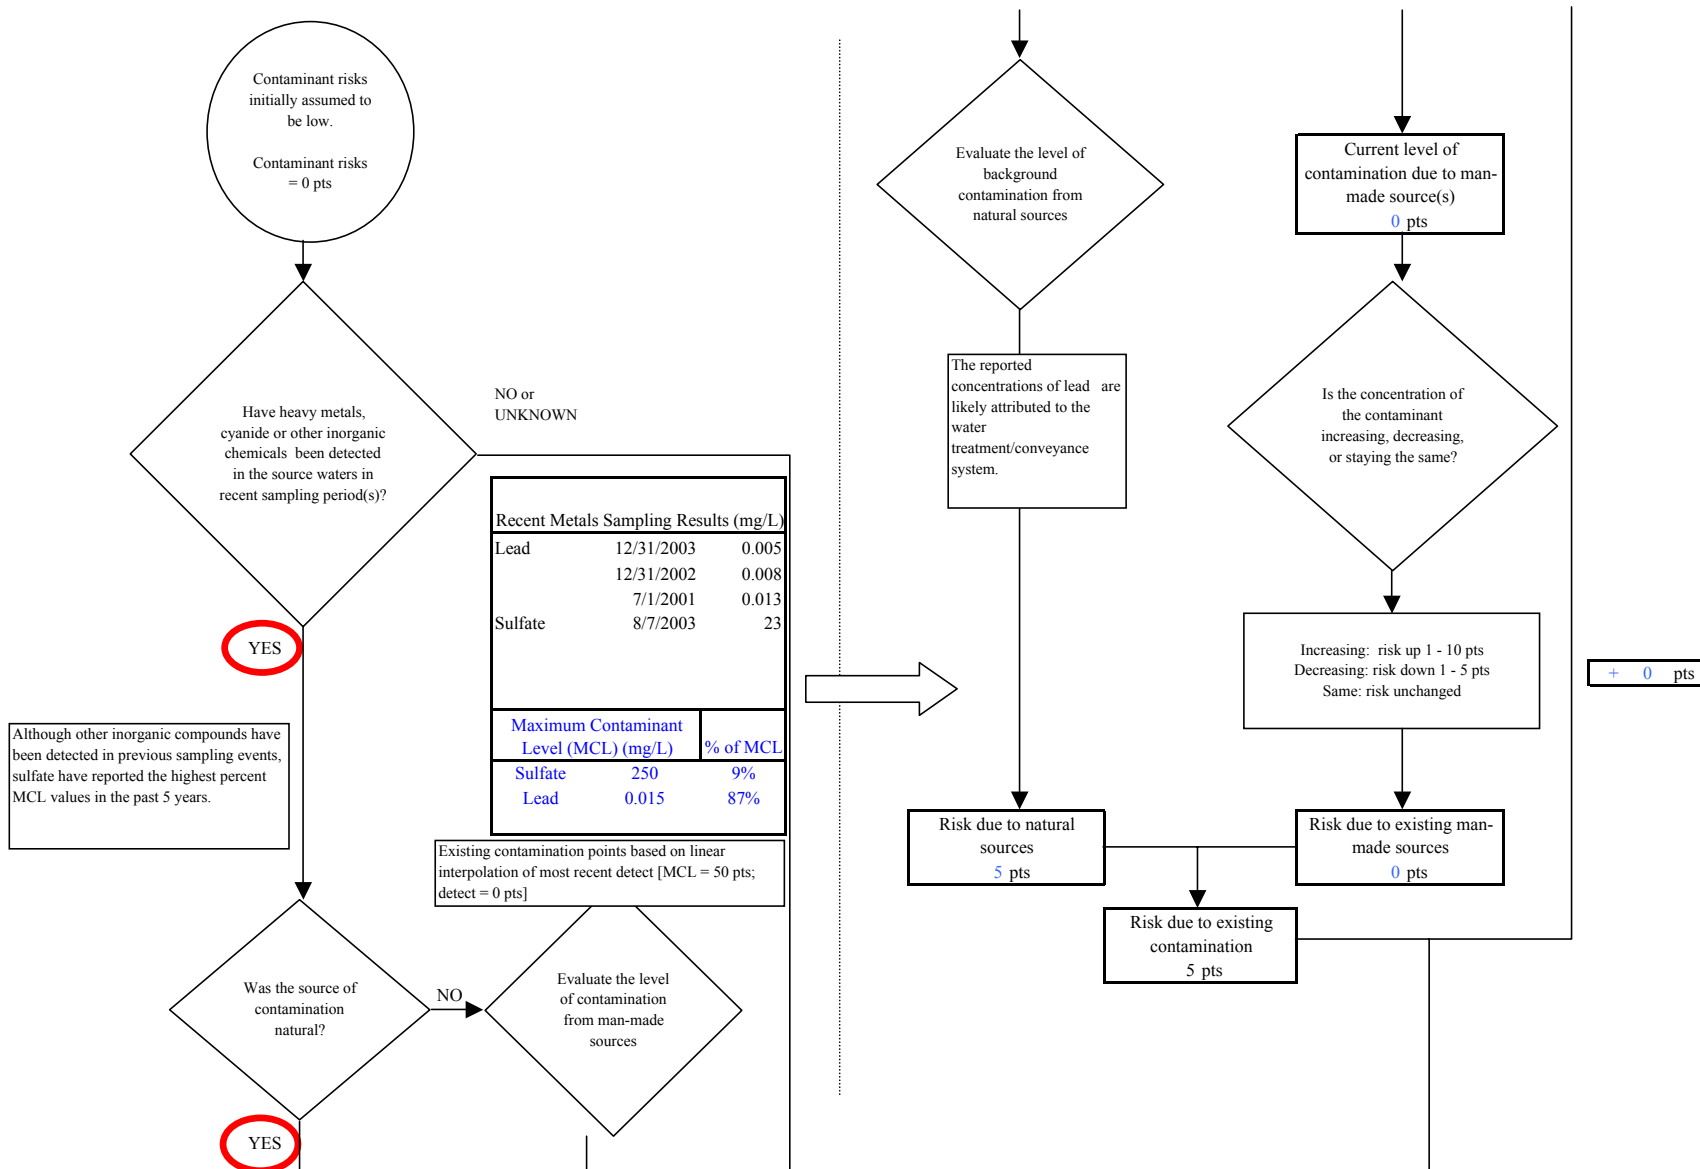 Contaminant risks
initially assumed to
be low.
Contaminant risks
= 0 pts
Have heavy metals,
cyanide or other inorganic
chemicals been detected
in the source waters in
recent sampling period(s)?
NO or
UNKNOWN
YES
Recent Metals Sampling Results (mg/L)
Lead 12/31/2003 0.005
12/31/2002 0.008
7/1/2001 0.013
Sulfate 8/7/2003 23
Maximum Contaminant
Level (MCL) (mg/L) % of MCL
Sulfate 250 9%
Lead 0.015 87%
Although other inorganic compounds have
been detected in previous sampling events,
sulfate have reported the highest percent
MCL values in the past 5 years.
Existing contamination points based on linear
interpolation of most recent detect [MCL = 50 pts;
detect = 0 pts]
Was the source of
contamination
natural?
NO
Evaluate the level
of contamination
from man-made
sources
YES
Evaluate the level of
background
contamination from
natural sources
The reported
concentrations of lead are
likely attributed to the
water
treatment/conveyance
system.
Current level of
contamination due to man-
made source(s)
0 pts
Is the concentration of
the contaminant
increasing, decreasing,
or staying the same?
Increasing: risk up 1 - 10 pts
Decreasing: risk down 1 - 5 pts
Same: risk unchanged
+ 0 pts
Risk due to natural
sources
5 pts
Risk due to existing man-
made sources
0 pts
Risk due to existing
contamination
5 pts